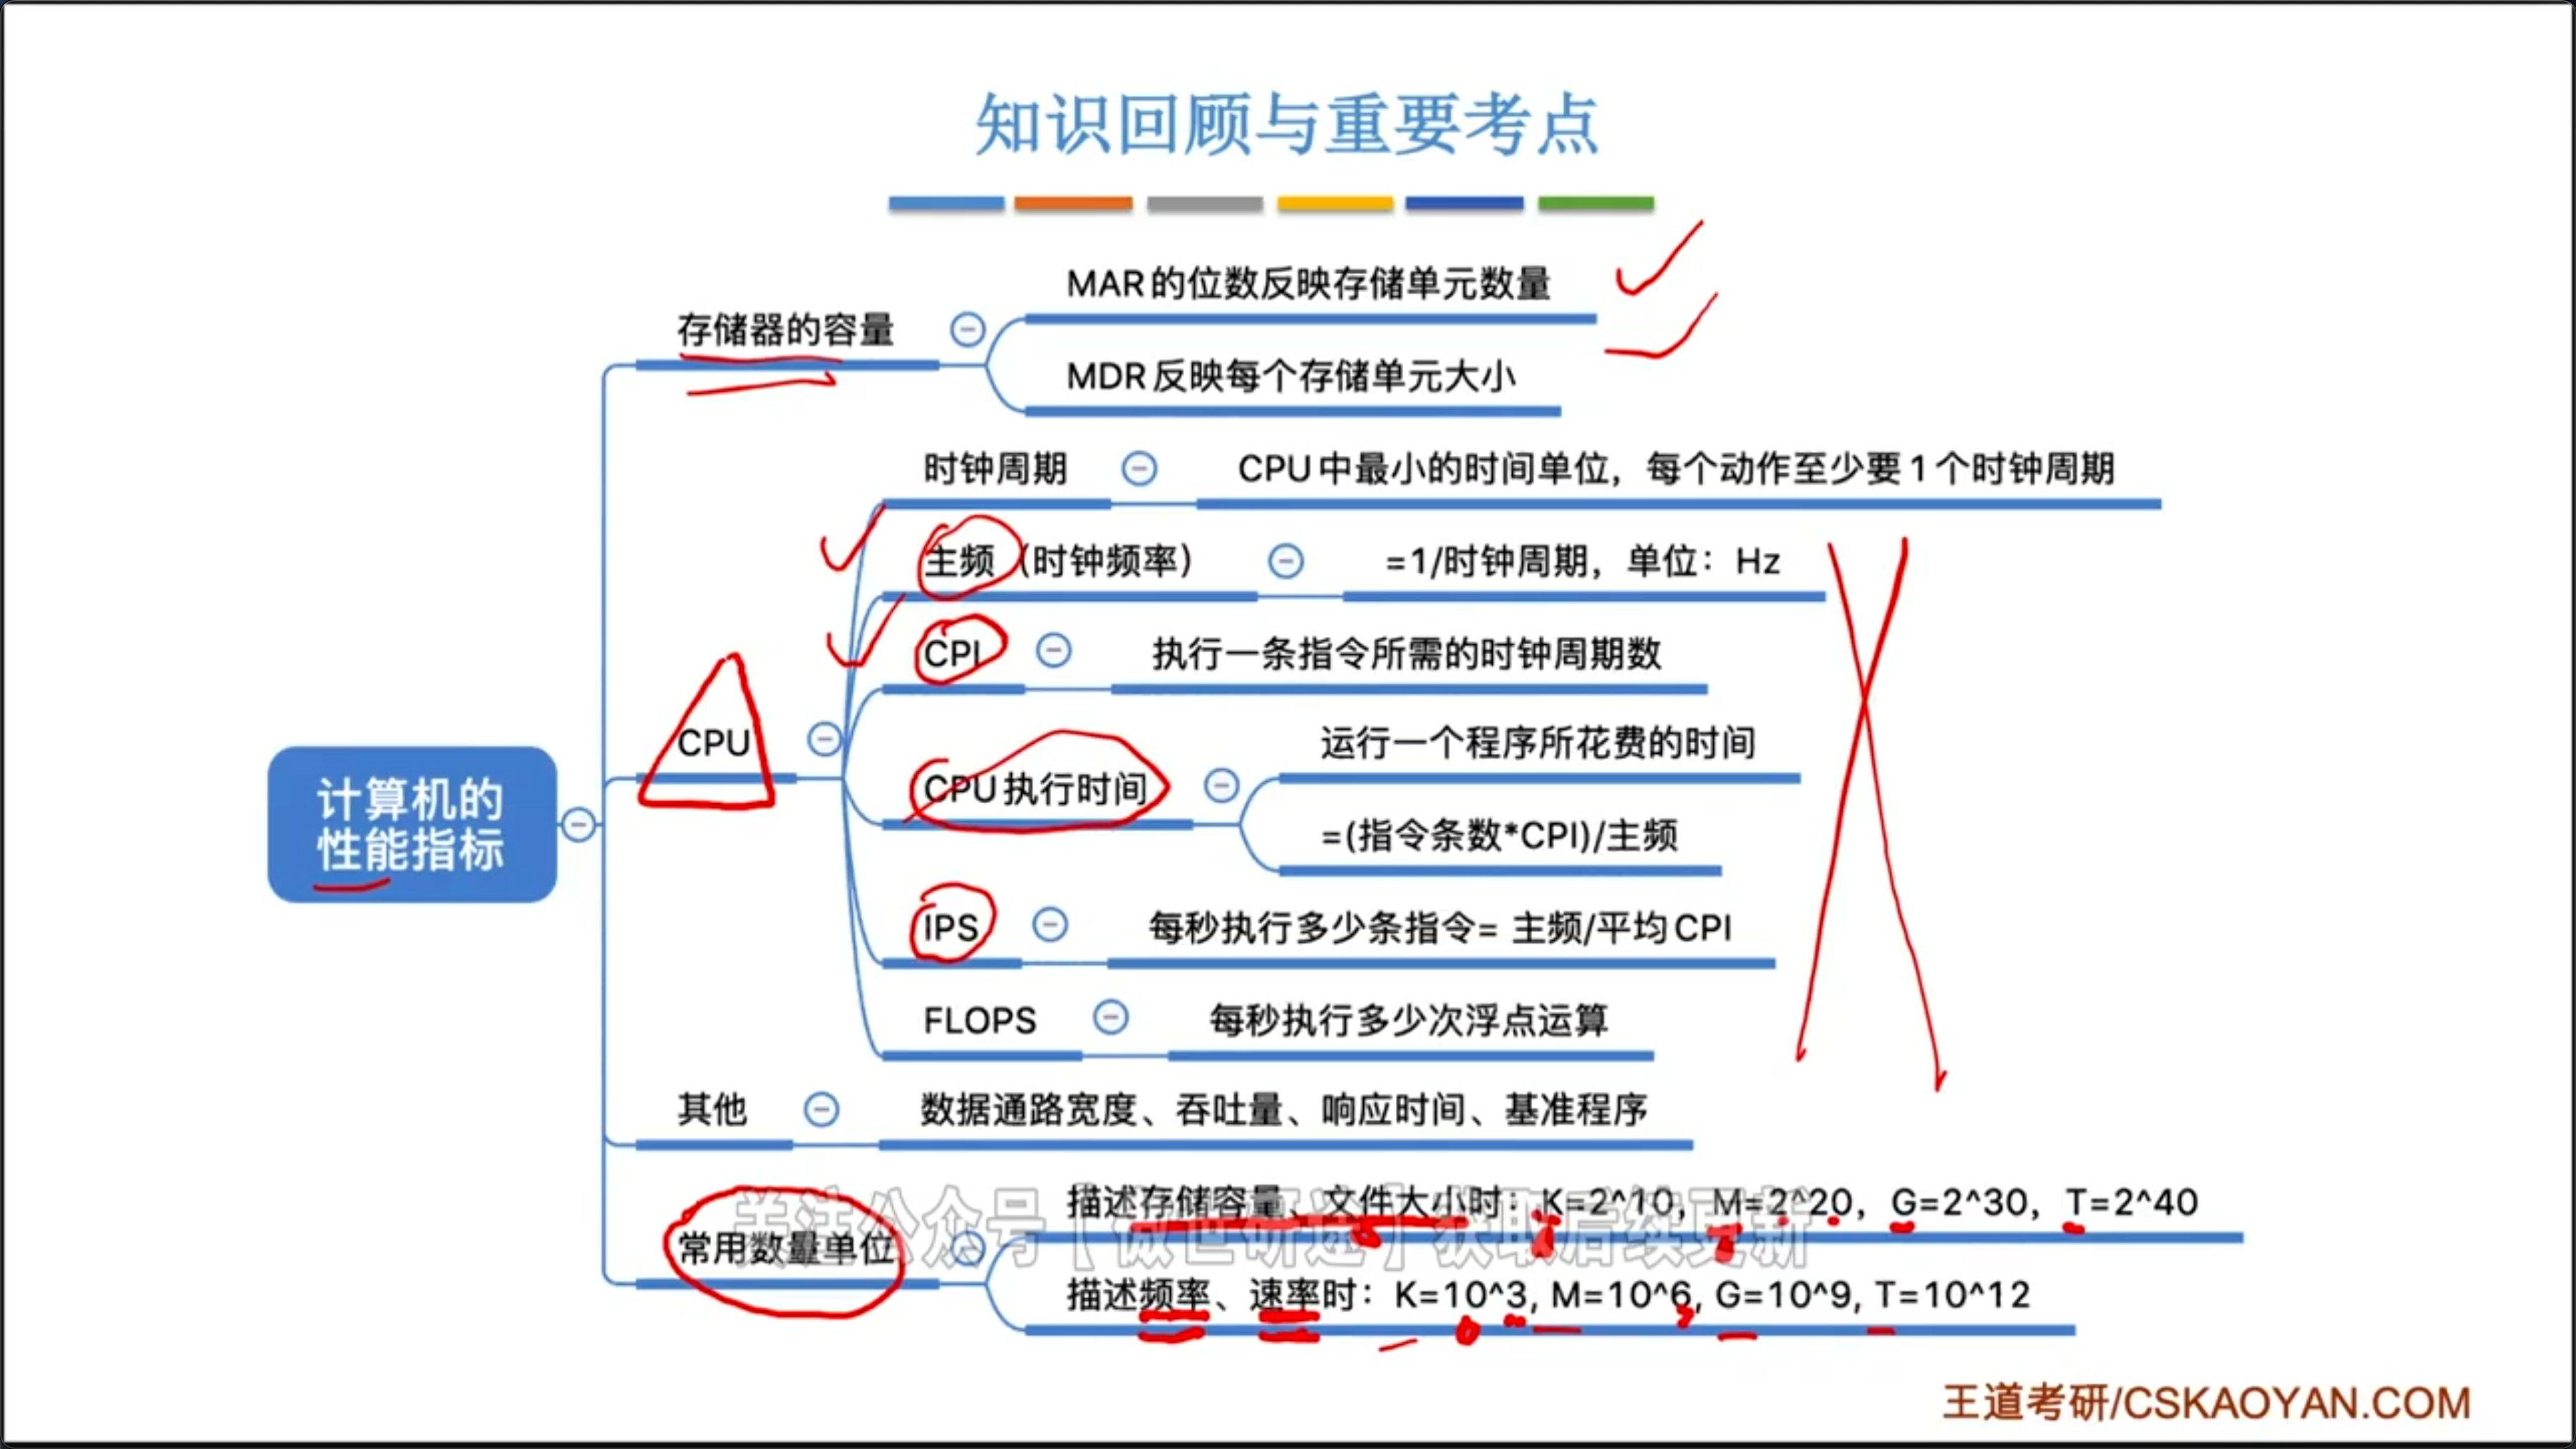 知识回顾与重要考点
MAR的位数反映存储单元数量
存储器的容量
MDR反映每个存储单元大小
时钟周期
CPU中最小的时间单位，每个动作至少要1个时钟周期
主频（时钟频率）
=1/时钟周期，单位：Hz
CPI
执行一条指令所需的时钟周期数
CPU
运行一个程序所花费的时间
CPU执行时间
=(指令条数*CPI)/主频
计算机的
性能指标
IPS
每秒执行多少条指令= 主频/平均CPI
FLOPS
每秒执行多少次浮点运算
其他
数据通路宽度、吞吐量、响应时间、基准程序
描述存储容量、文件大小时：K=2^10, M=2^20, G=2^30, T=2^40
关注公众号【傲世研途】获取后续更新
常用数量单位
描述频率、速率时：K=10^3, M=10^6, G=10^9, T=10^12
王道考研/CSKAOYAN.COM